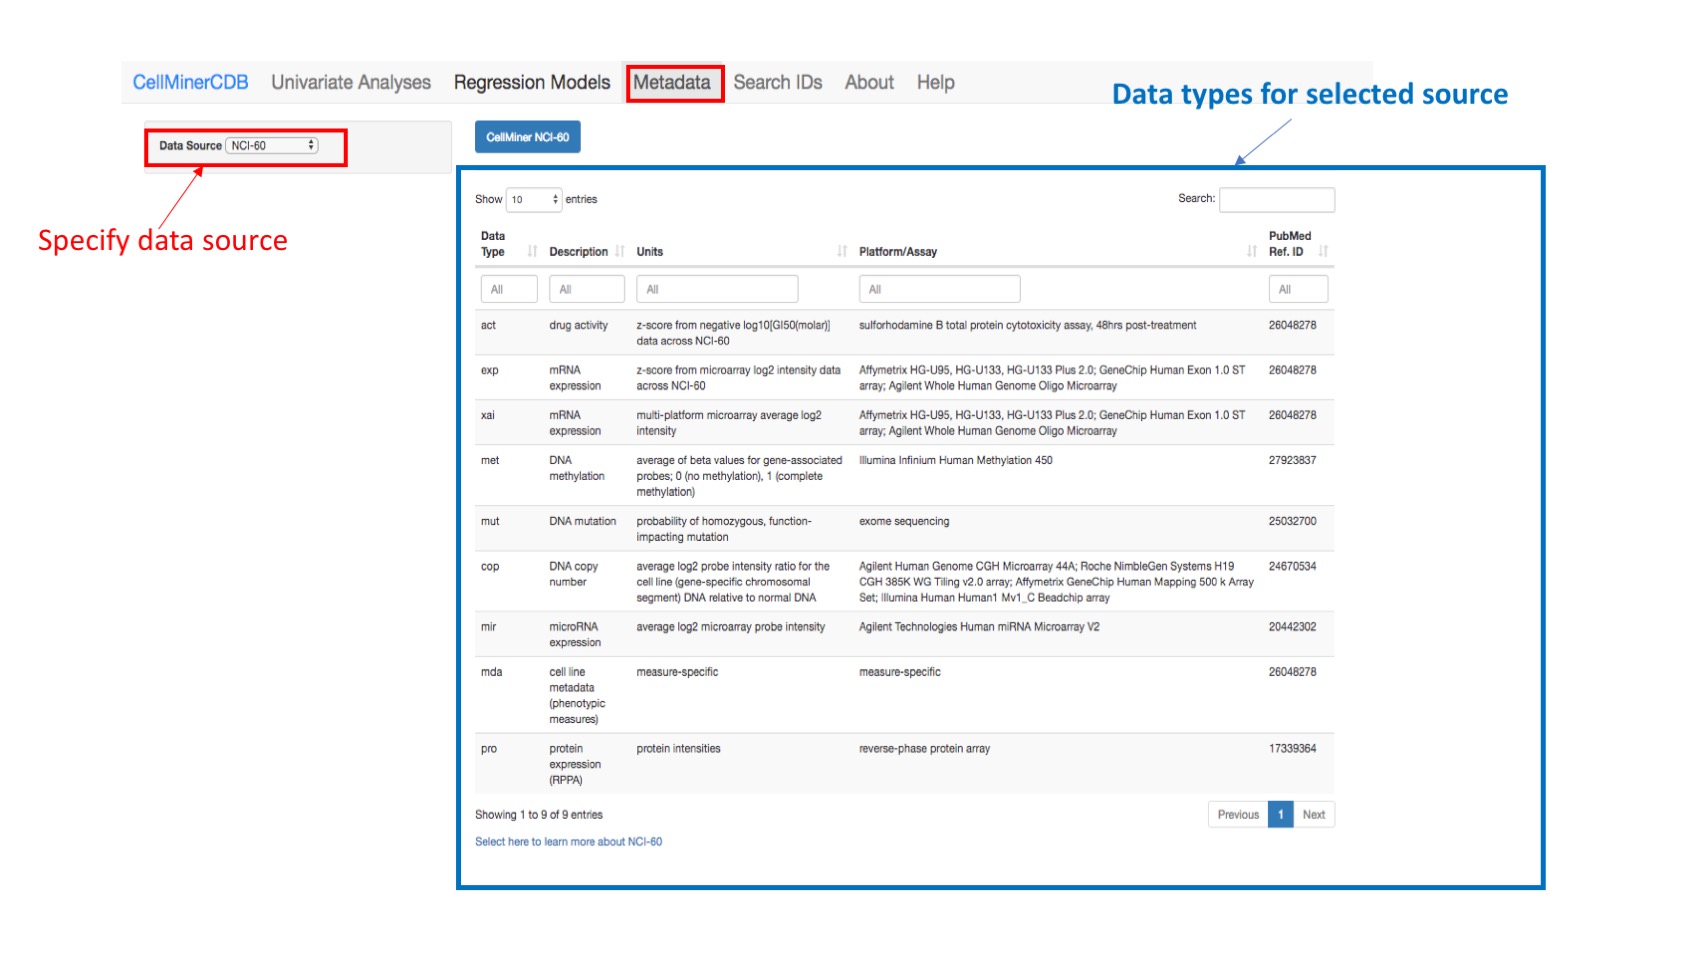 CellMinerCDB Univariate Analyses Regression Models Metadata Search IDs About Help
Data types for selected source
Data Source NCI-60
CellMiner NCI-60
Specify data source
Show 10 entries
Search:
Data Type Description Units Platform/Assay PubMed Ref. ID
All All All All All
act drug activity z-score from negative log10[GI50(molar)] data across NCI-60 sulforhodamine B total protein cytotoxicity assay, 48hrs post-treatment 26048278
exp mRNA expression z-score from microarray log2 intensity data across NCI-60 Affymetrix HG-U95, HG-U133, HG-U133 Plus 2.0; GeneChip Human Exon 1.0 ST array; Agilent Whole Human Genome Oligo Microarray 26048278
xai mRNA expression multi-platform microarray average log2 intensity Affymetrix HG-U95, HG-U133, HG-U133 Plus 2.0; GeneChip Human Exon 1.0 ST array; Agilent Whole Human Genome Oligo Microarray 26048278
met DNA methylation average of beta values for gene-associated probes; 0 (no methylation), 1 (complete methylation) Illumina Infinium Human Methylation 450 27923837
mut DNA mutation probability of homozygous, function-impacting mutation exome sequencing 25032700
cop DNA copy number average log2 probe intensity ratio for the cell line (gene-specific chromosomal segment) DNA relative to normal DNA Agilent Human Genome CGH Microarray 44A; Roche NimbleGen Systems H19 CGH 385K WG Tiling v2.0 array; Affymetrix GeneChip Human Mapping 500 k Array Set; Illumina Human Human1 Mv1_C Beadchip array 24670534
mir microRNA expression average log2 microarray probe intensity Agilent Technologies Human miRNA Microarray V2 20442302
mda cell line metadata (phenotypic measures) measure-specific measure-specific 26048278
pro protein expression (RPPA) protein intensities reverse-phase protein array 17339364
Showing 1 to 9 of 9 entries
Previous 1 Next
Select here to learn more about NCI-60